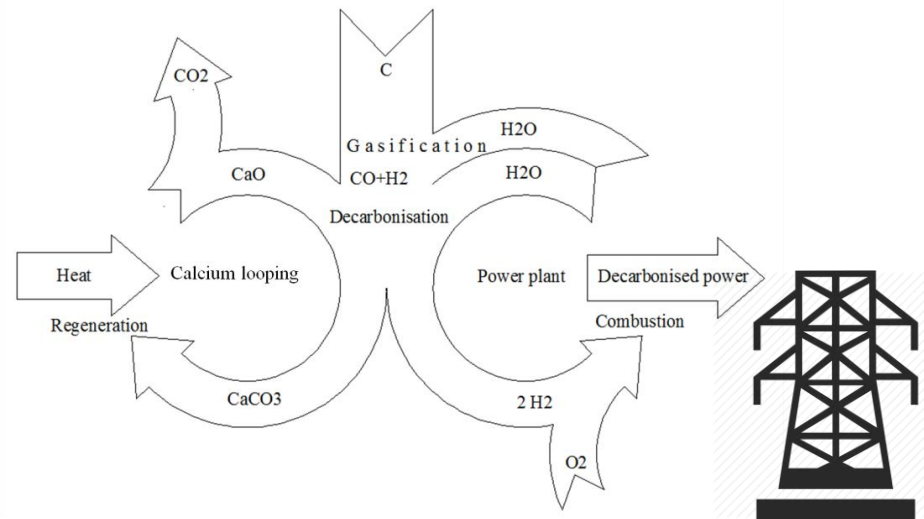 CO2
C
H2O
Gasification
CaO
CO+H2
H2O
Decarbonisation
Heat
Calcium looping
Power plant
Decarbonised power
Regeneration
Combustion
CaCO3
2 H2
O2